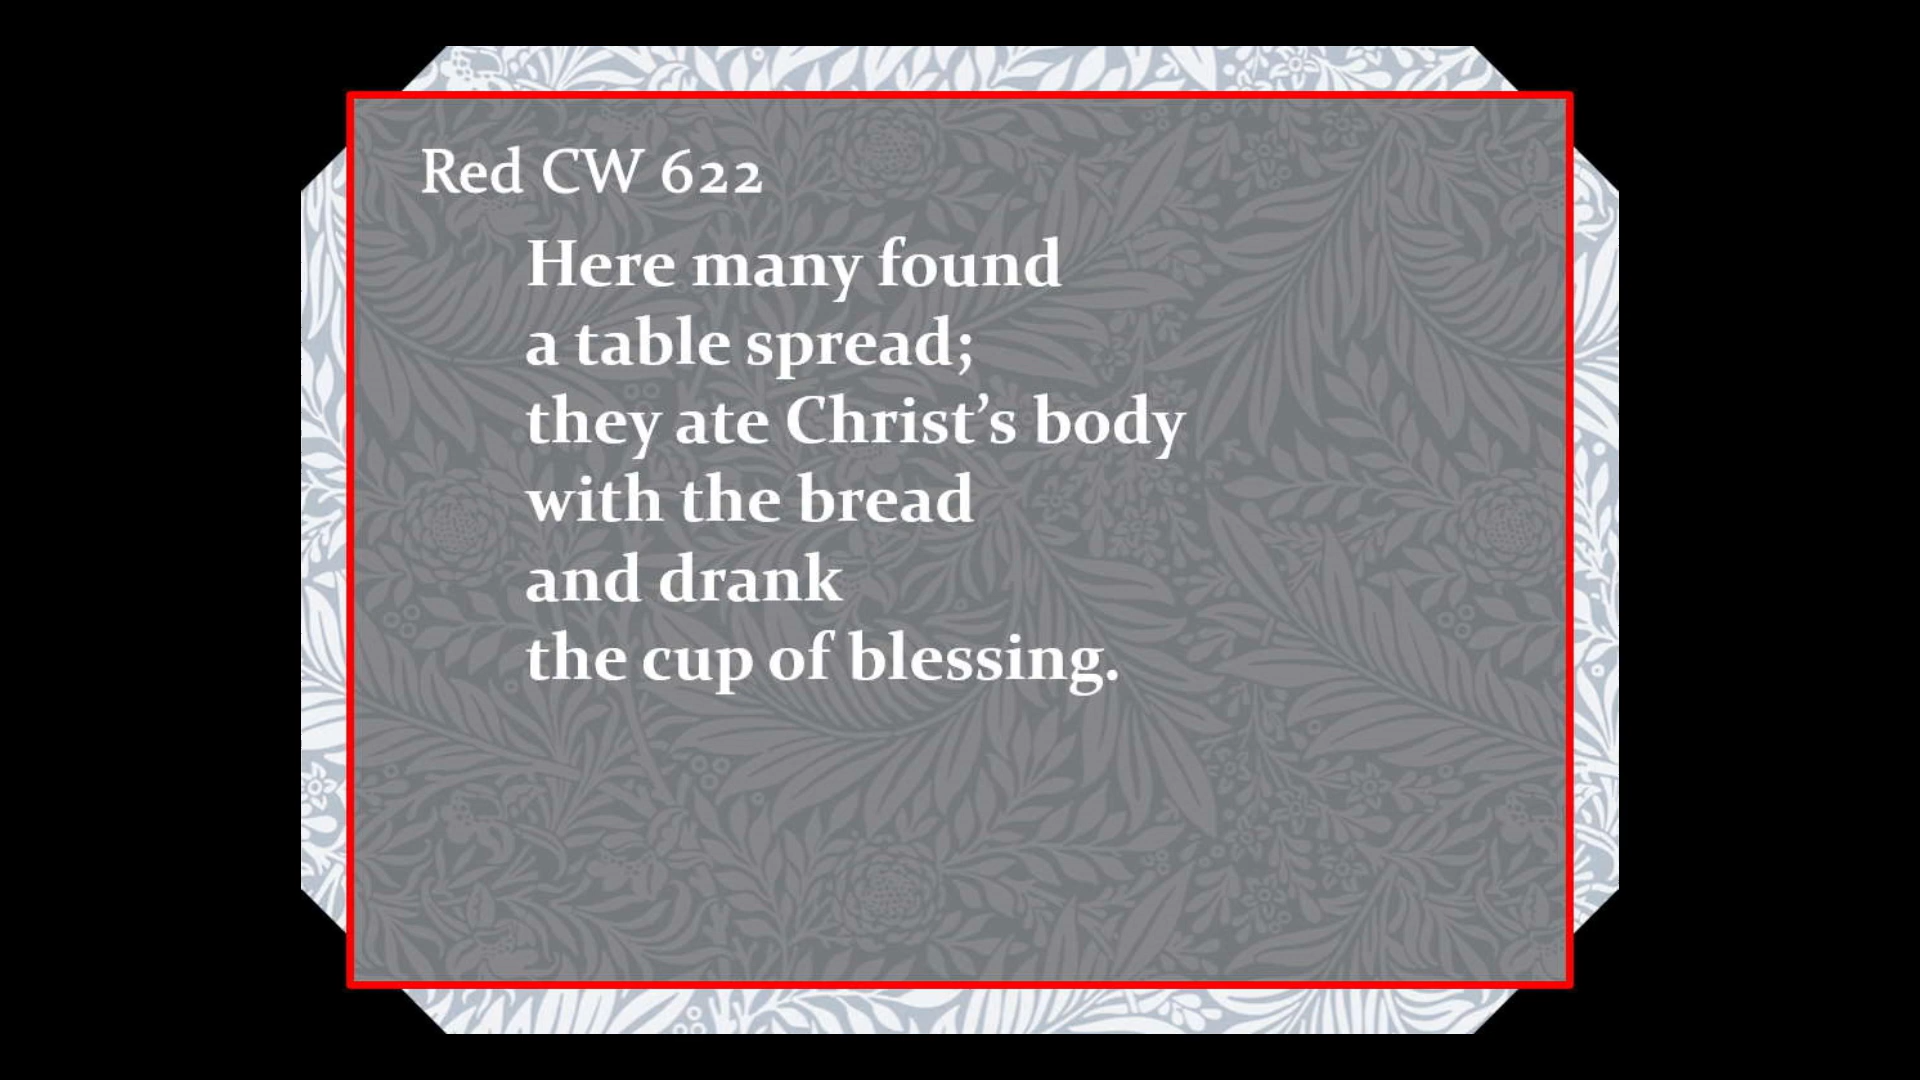 Red CW 622
Here many found
a table spread;
they ate Christ’s body
with the bread
and drank
the cup of blessing.